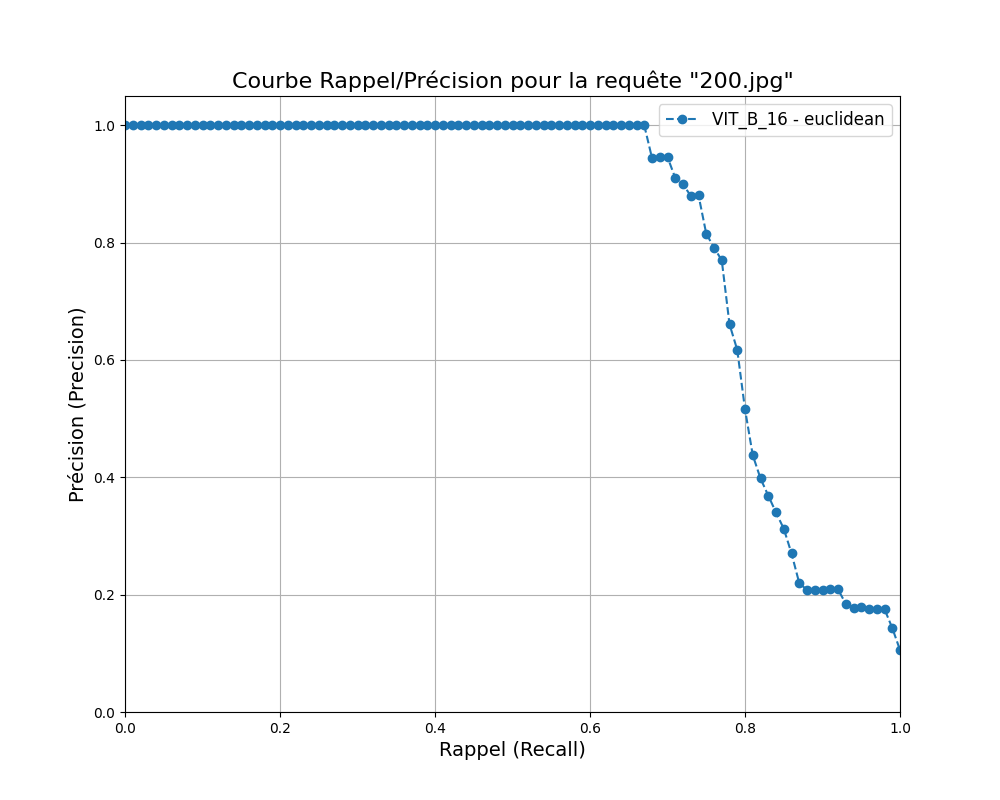 Courbe Rappel/Précision pour la requête "200.jpg"
VIT_B_16 - euclidean
1.0
0.8
0.6
0.4
0.2
0.0
Précision (Precision)
0.0 0.2 0.4 0.6 0.8 1.0
Rappel (Recall)